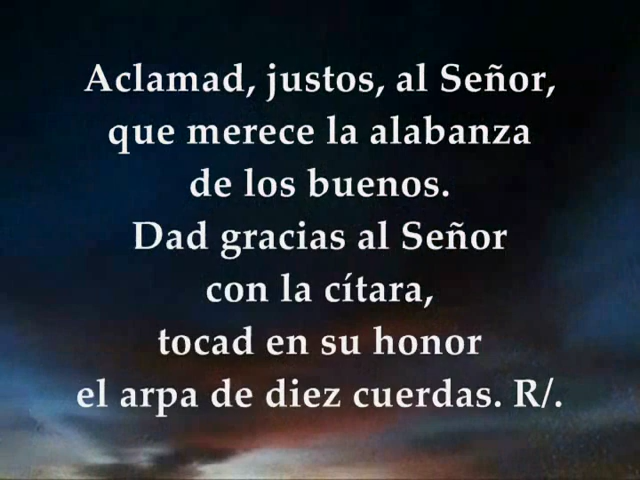 Aclamad, justos, al Señor,
que merece la alabanza
de los buenos.
Dad gracias al Señor
con la cítara,
tocad en su honor
el arpa de diez cuerdas. R/.